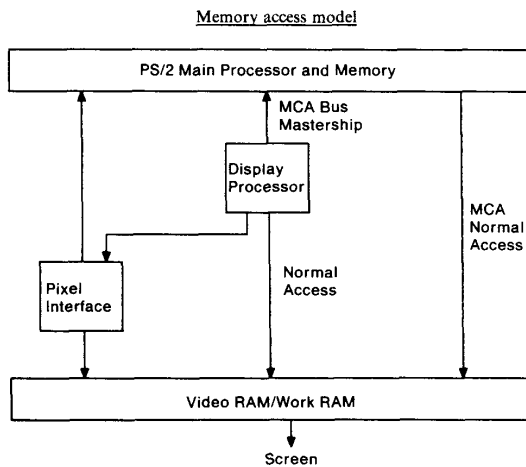 Memory access model
PS/2 Main Processor and Memory
MCA Bus
Mastership
Display
Processor
MCA
Normal
Access
Pixel
Interface
Normal
Access
Video RAM/Work RAM
Screen